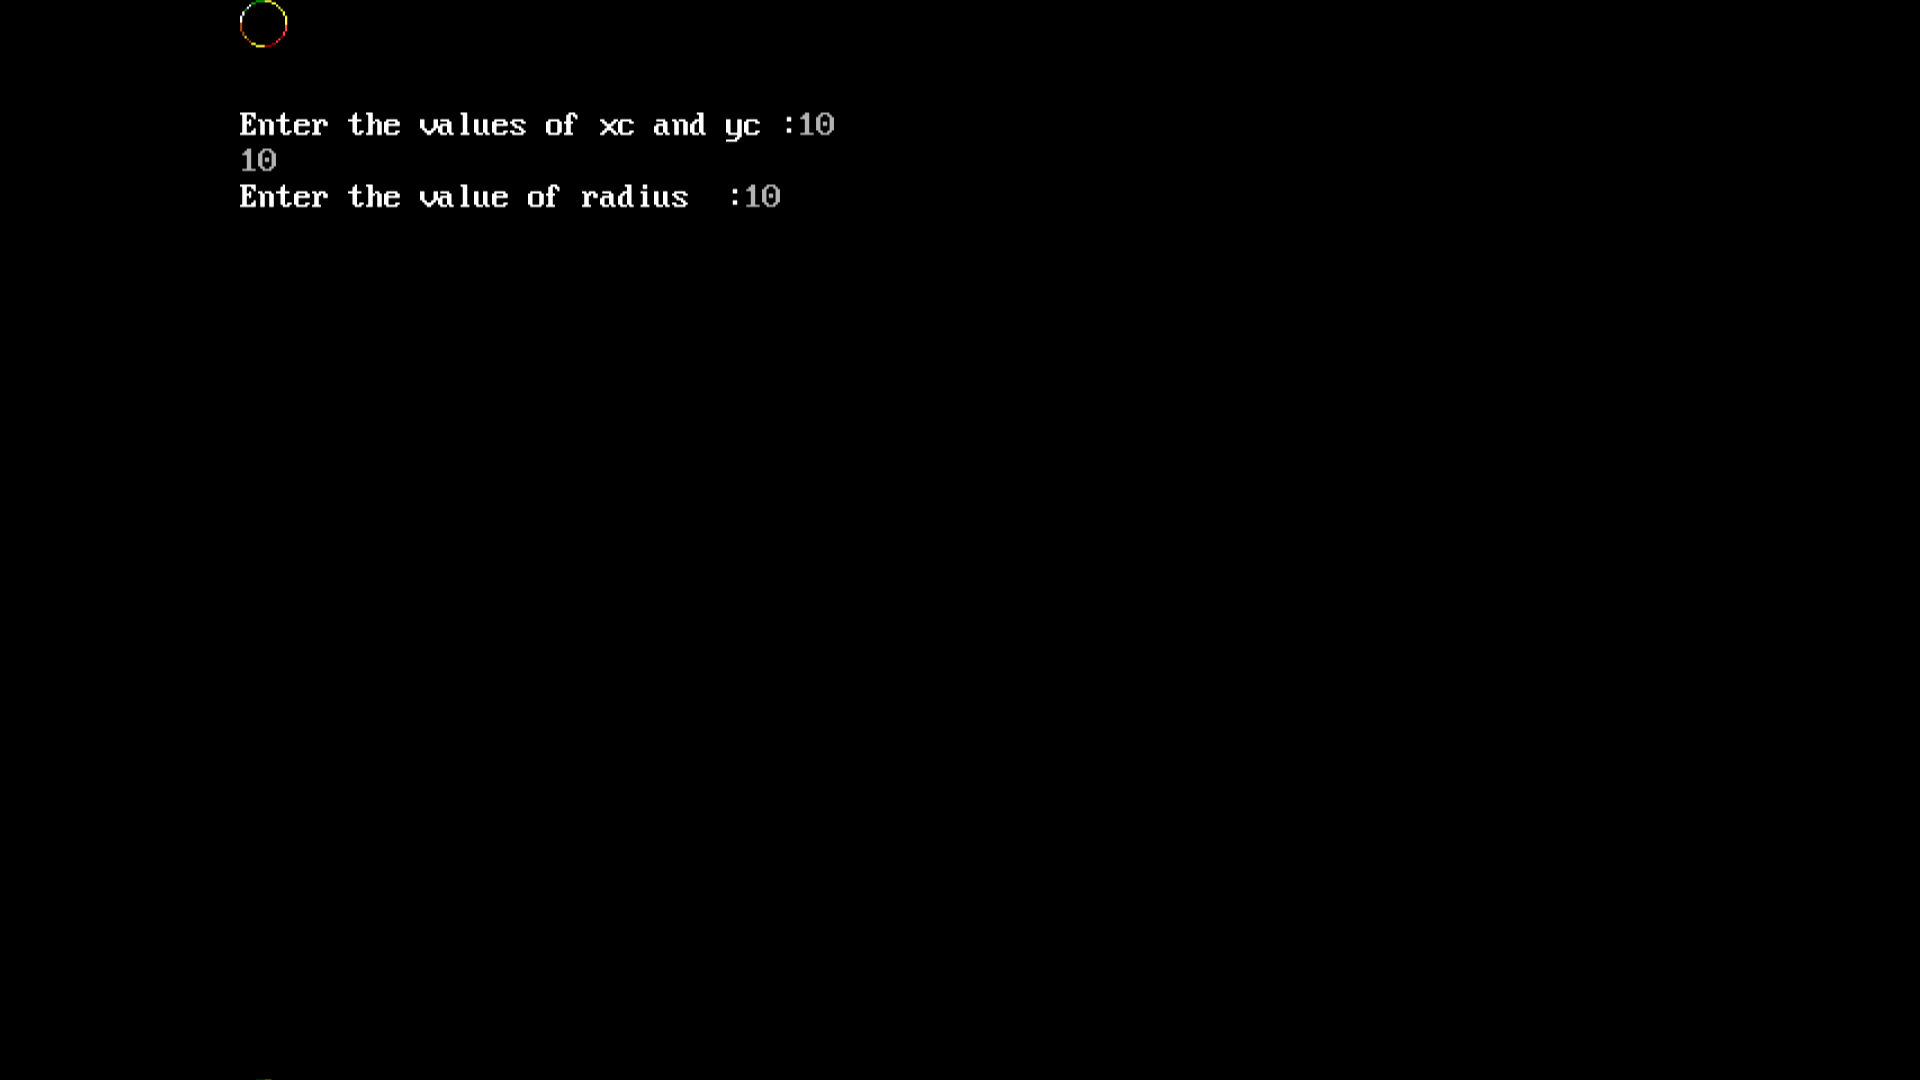 Enter the values of xc and yc :10
10
Enter the value of radius  :10